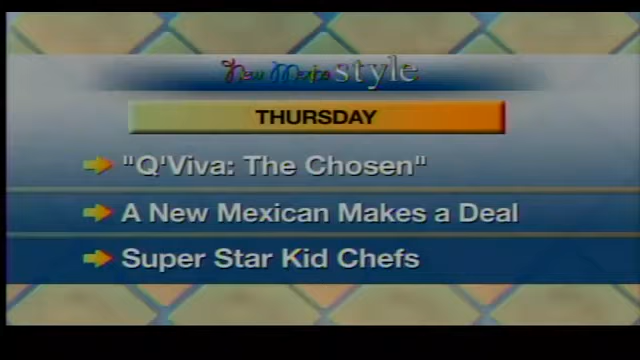 New Mexico style
THURSDAY
"Q'Viva: The Chosen"
A New Mexican Makes a Deal
Super Star Kid Chefs